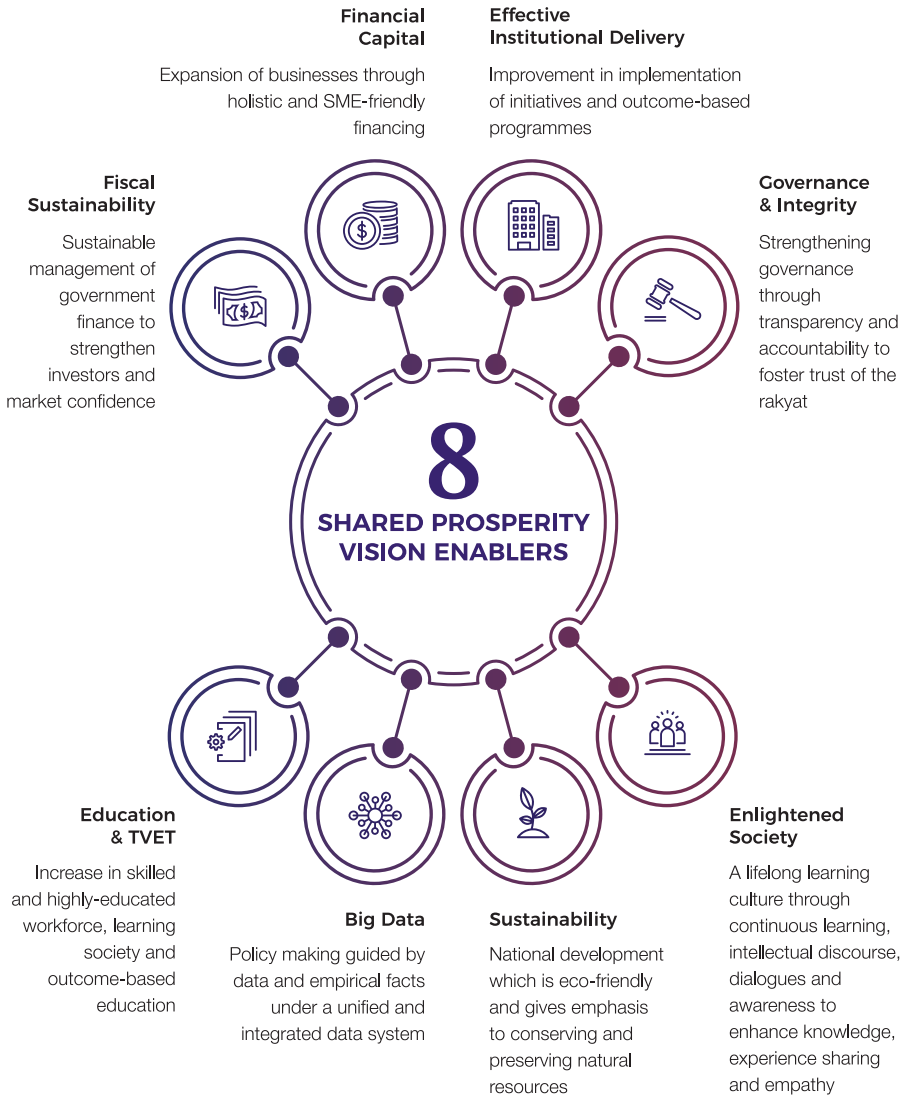 Financial
Capital
Expansion of businesses through
holistic and SME-friendly
financing
Effective
Institutional Delivery
Improvement in implementation
of initiatives and outcome-based
programmes
Fiscal
Sustainability
Sustainable
management of
government
finance to
strengthen
investors and
market confidence
Governance
& Integrity
Strengthening
governance
through
transparency and
accountability to
foster trust of the
rakyat
$
$
8
SHARED PROSPERITY
VISION ENABLERS
Education
& TVET
Increase in skilled
and highly-educated
workforce, learning
society and
outcome-based
education
Big Data
Policy making guided by
data and empirical facts
under a unified and
integrated data system
Sustainability
National development
which is eco-friendly
and gives emphasis
to conserving and
preserving natural
resources
Enlightened
Society
A lifelong learning
culture through
continuous learning,
intellectual discourse,
dialogues and
awareness to
enhance knowledge,
experience sharing
and empathy